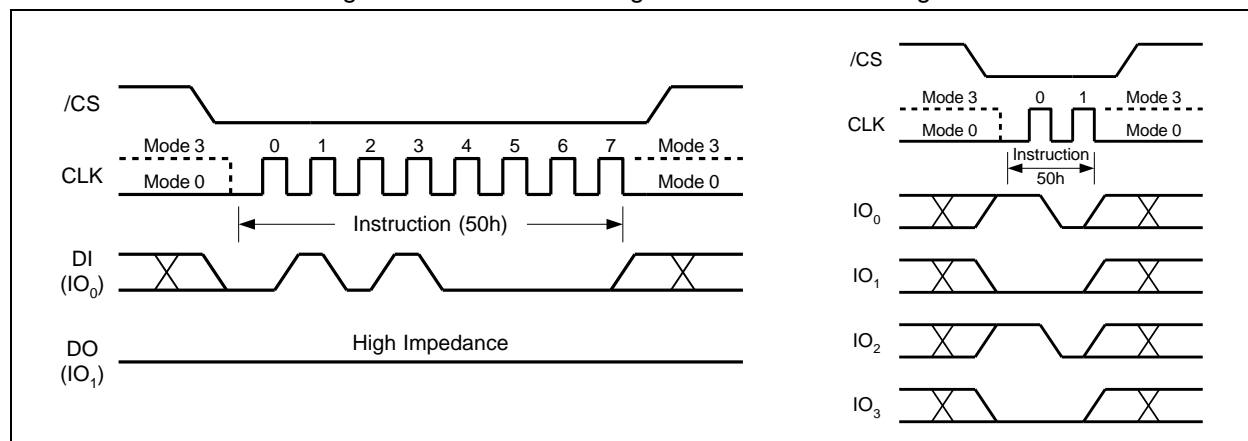 /CS
Mode 3 0 1 2 3 4 5 6 7 Mode 3
CLK
Mode 0 Mode 0
Instruction (50h)
DI
(IO0)
High Impedance
DO
(IO1)
/CS
Mode 3 0 1 Mode 3
CLK
Mode 0 Mode 0
Instruction
50h
IO0
IO1
IO2
IO3